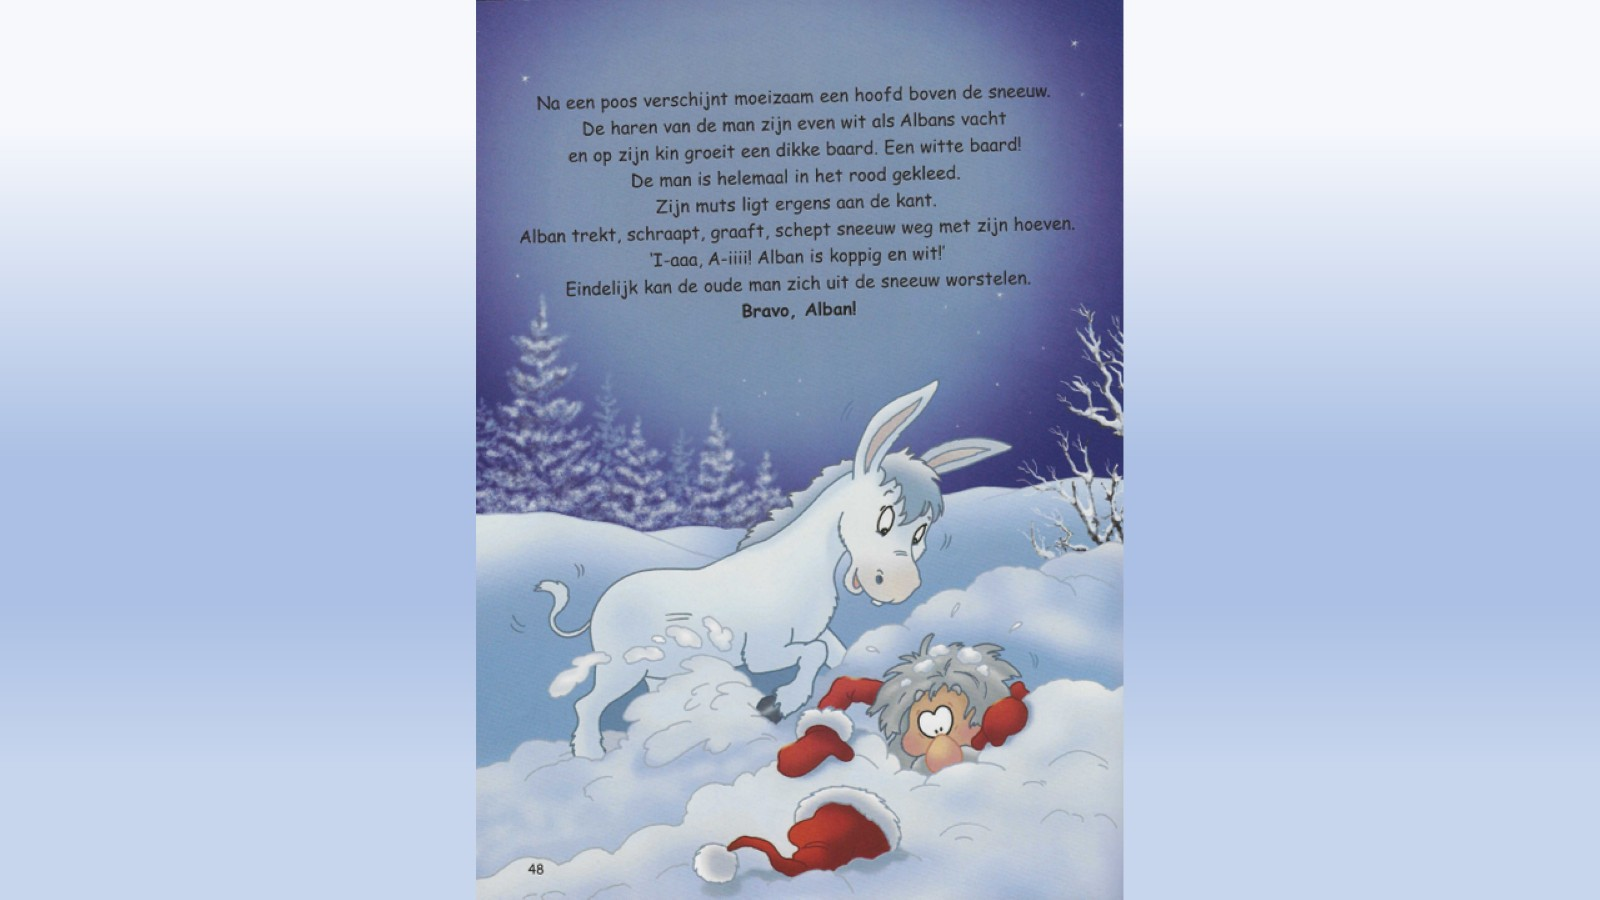 Na een poos verschijnt moeizaam een hoofd boven de sneeuw.
De haren van de man zijn even wit als Albans vacht
en op zijn kin groeit een dikke baard. Een witte baard!
De man is helemaal in het rood gekleed.
Zijn muts ligt ergens aan de kant.
Alban trekt, schraapt, graaft, schept sneeuw weg met zijn hoeven.
'I-aaa, A-iiii! Alban is koppig en wit!'
Eindelijk kan de oude man zich uit de sneeuw worstelen.
Bravo, Alban!
48